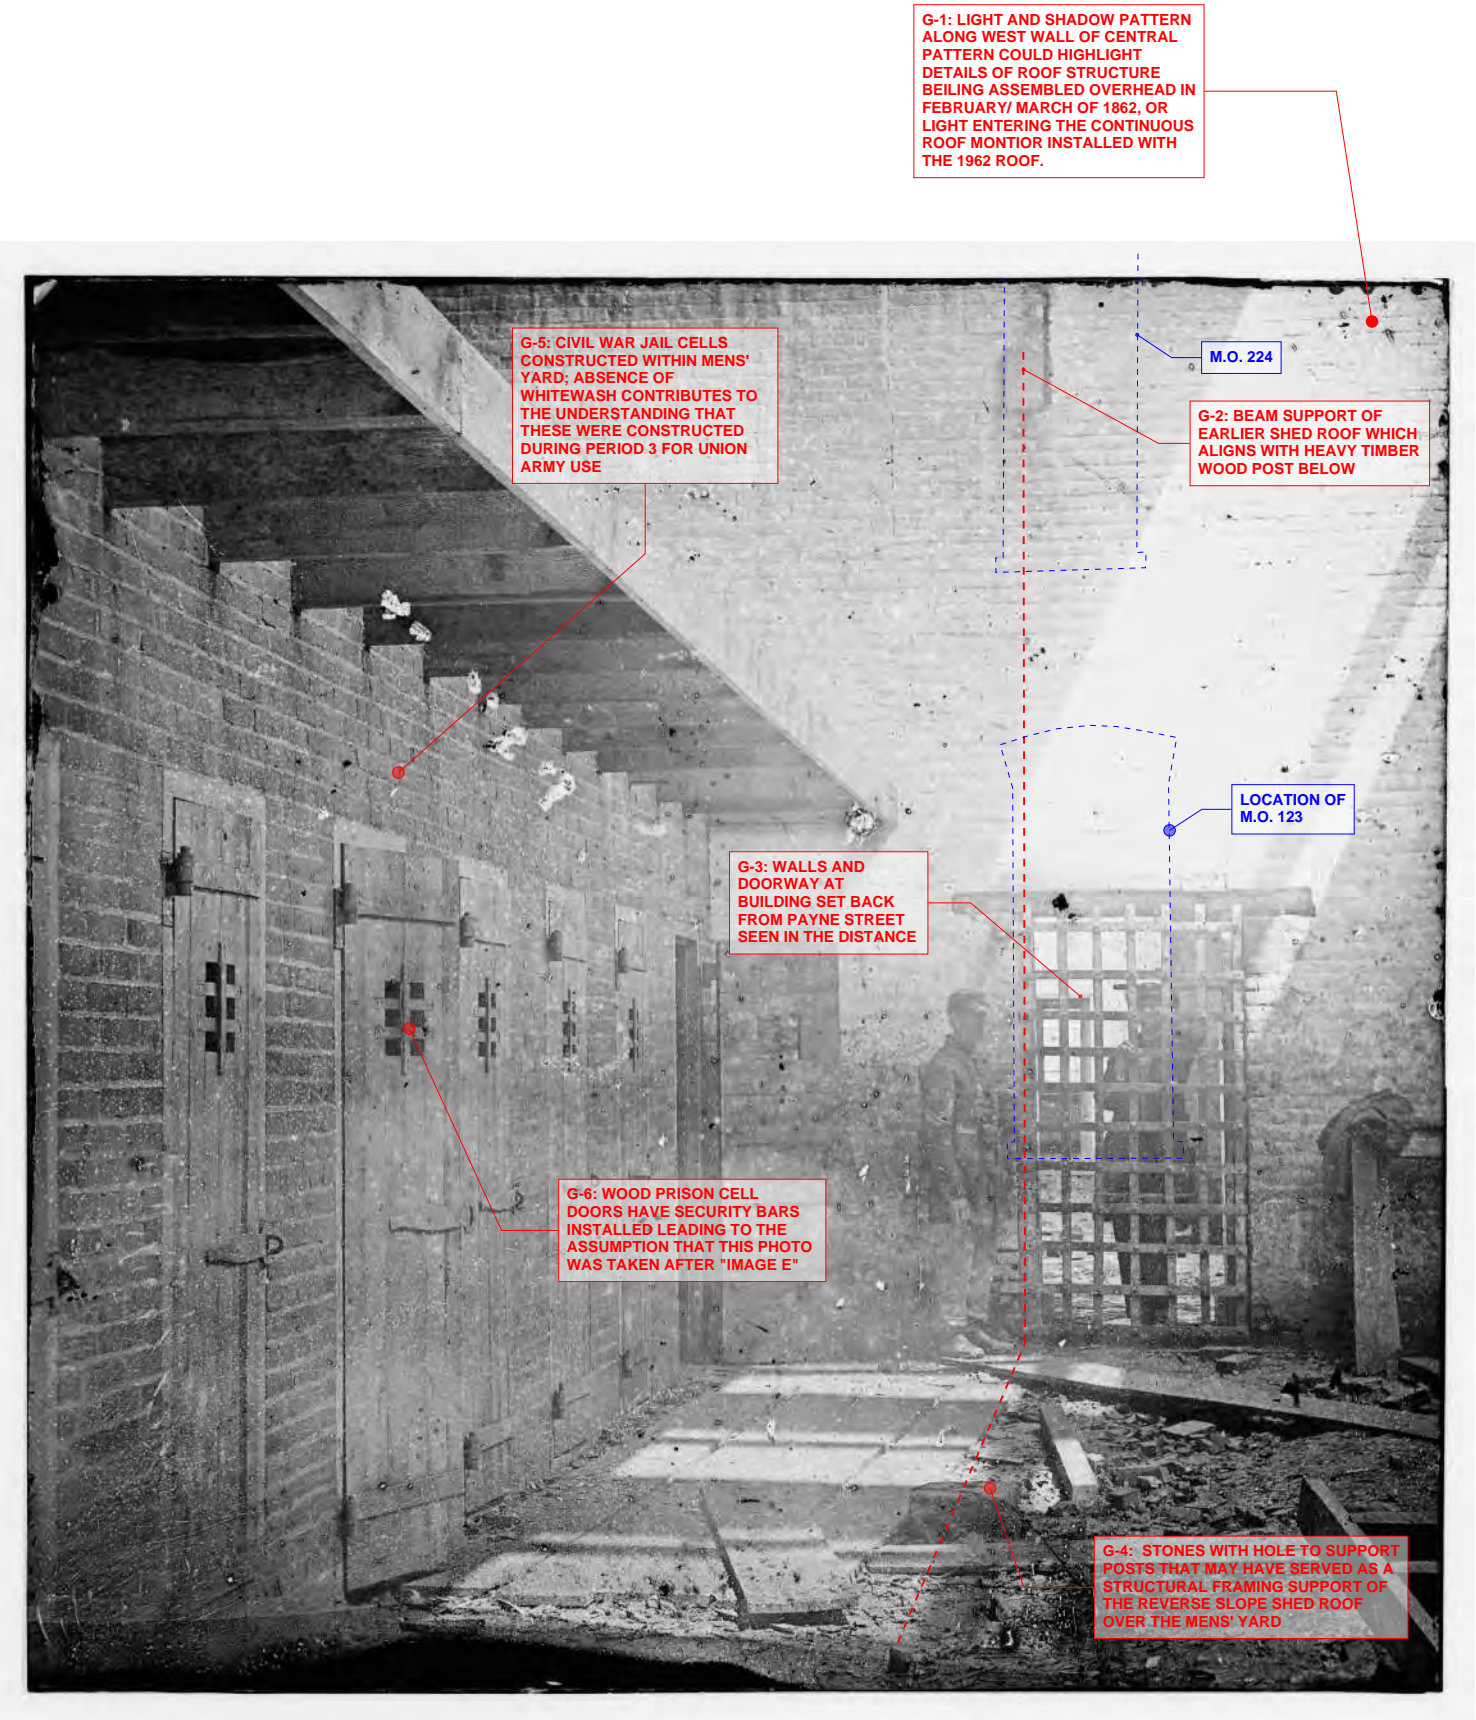 G-1: LIGHT AND SHADOW PATTERN
ALONG WEST WALL OF CENTRAL
PATTERN COULD HIGHLIGHT
DETAILS OF ROOF STRUCTURE
BEILING ASSEMBLED OVERHEAD IN
FEBRUARY/ MARCH OF 1862, OR
LIGHT ENTERING THE CONTINUOUS
ROOF MONTIOR INSTALLED WITH
THE 1962 ROOF.
G-5: CIVIL WAR JAIL CELLS
CONSTRUCTED WITHIN MENS'
YARD; ABSENCE OF
WHITEWASH CONTRIBUTES TO
THE UNDERSTANDING THAT
THESE WERE CONSTRUCTED
DURING PERIOD 3 FOR UNION
ARMY USE
M.O. 224
G-2: BEAM SUPPORT OF
EARLIER SHED ROOF WHICH
ALIGNS WITH HEAVY TIMBER
WOOD POST BELOW
LOCATION OF
M.O. 123
G-3: WALLS AND
DOORWAY AT
BUILDING SET BACK
FROM PAYNE STREET
SEEN IN THE DISTANCE
G-6: WOOD PRISON CELL
DOORS HAVE SECURITY BARS
INSTALLED LEADING TO THE
ASSUMPTION THAT THIS PHOTO
WAS TAKEN AFTER "IMAGE E"
G-4: STONES WITH HOLE TO SUPPORT
POSTS THAT MAY HAVE SERVED AS A
STRUCTURAL FRAMING SUPPORT OF
THE REVERSE SLOPE SHED ROOF
OVER THE MENS' YARD